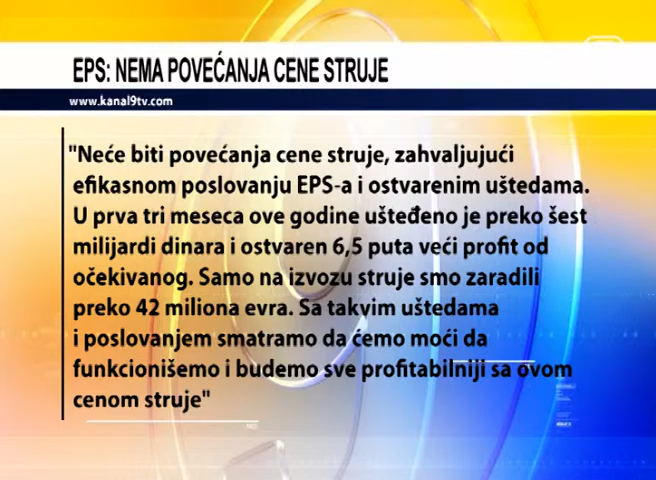 EPS: NEMA POVEĆANJA CENE STRUJE
www.kanal9tv.com
"Neće biti povećanja cene struje, zahvaljujući
efikasnom poslovanju EPS-a i ostvarenim uštedama.
U prva tri meseca ove godine ušteđeno je preko šest
milijardi dinara i ostvaren 6,5 puta veći profit od
očekivanog. Samo na izvozu struje smo zaradili
preko 42 miliona evra. Sa takvim uštedama
i poslovanjem smatramo da ćemo moći da
funkcionišemo i budemo sve profitabilniji sa ovom
cenom struje"